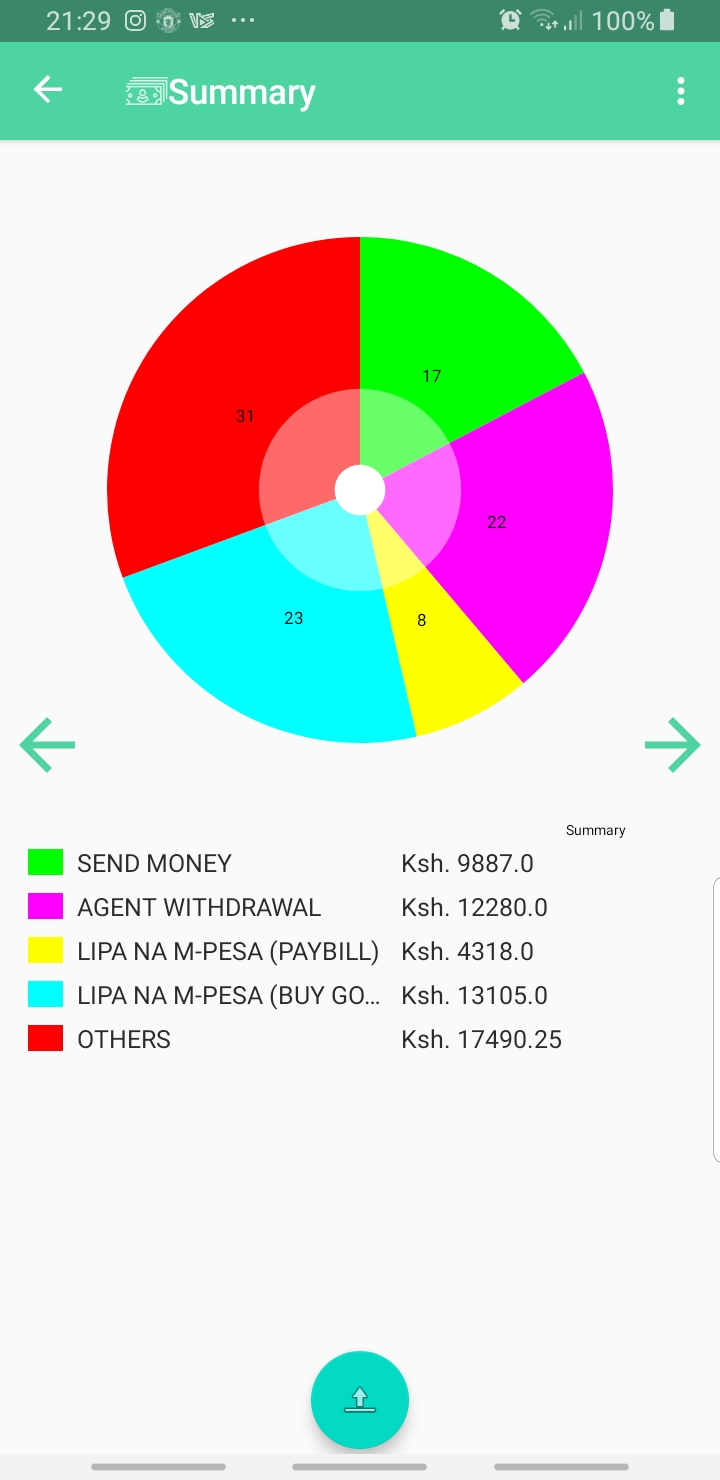 21:29 100%
Summary
17
31
22
23
8
Summary
SEND MONEY Ksh. 9887.0
AGENT WITHDRAWAL Ksh. 12280.0
LIPA NA M-PESA (PAYBILL) Ksh. 4318.0
LIPA NA M-PESA (BUY GO... Ksh. 13105.0
OTHERS Ksh. 17490.25